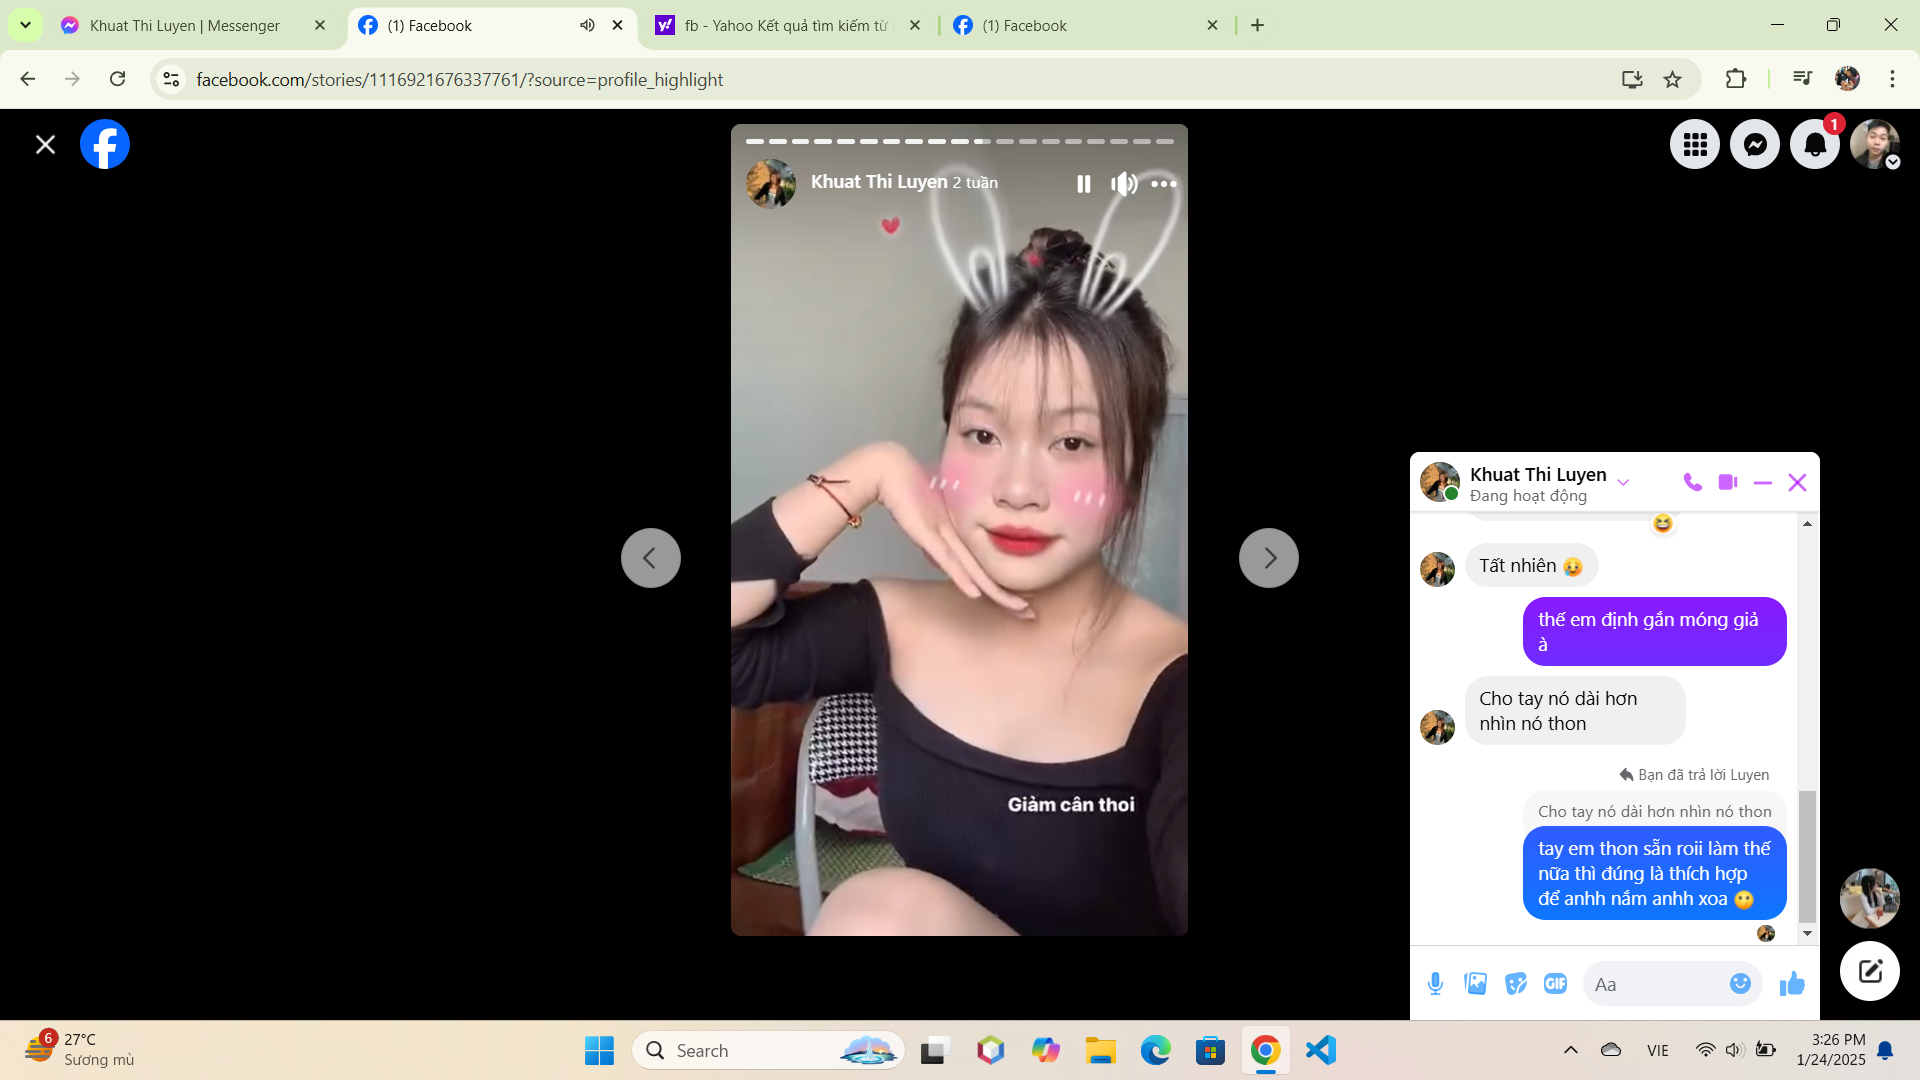 Khuat Thi Luyen | Messenger
(1) Facebook
fb - Yahoo Kết quả tìm kiếm từ
(1) Facebook
facebook.com/stories/1116921676337761/?source=profile_highlight
1
Khuat Thi Luyen 2 tuần
Giảm cân thoi
Khuat Thi Luyen
Đang hoạt động
Tất nhiên 🥲
thế em định gắn móng giả
à
Cho tay nó dài hơn
nhìn nó thon
Bạn đã trả lời Luyen
Cho tay nó dài hơn nhìn nó thon
tay em thon sẵn roii làm thế
nữa thì đúng là thích hợp
để anhh nắm anhh xoa 😶
GIF
Aa
6
27°C
Sương mù
Search
VIE
3:26 PM
1/24/2025